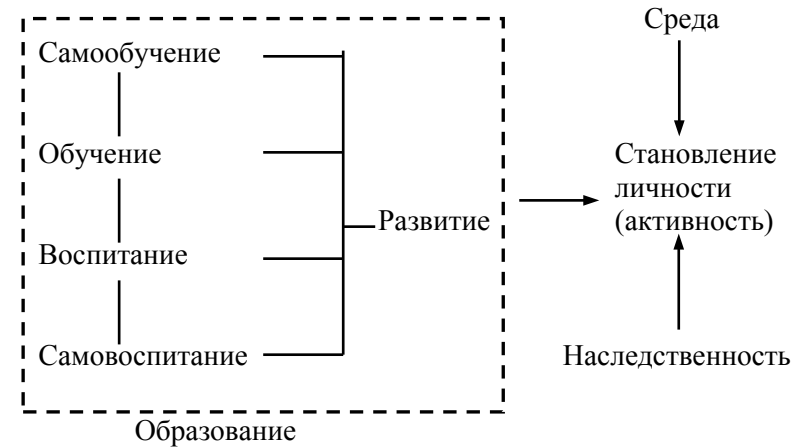 Среда
Самообучение
Обучение
Воспитание
Самовоспитание
Развитие
Становление
личности
(активность)
Наследственность
Образование